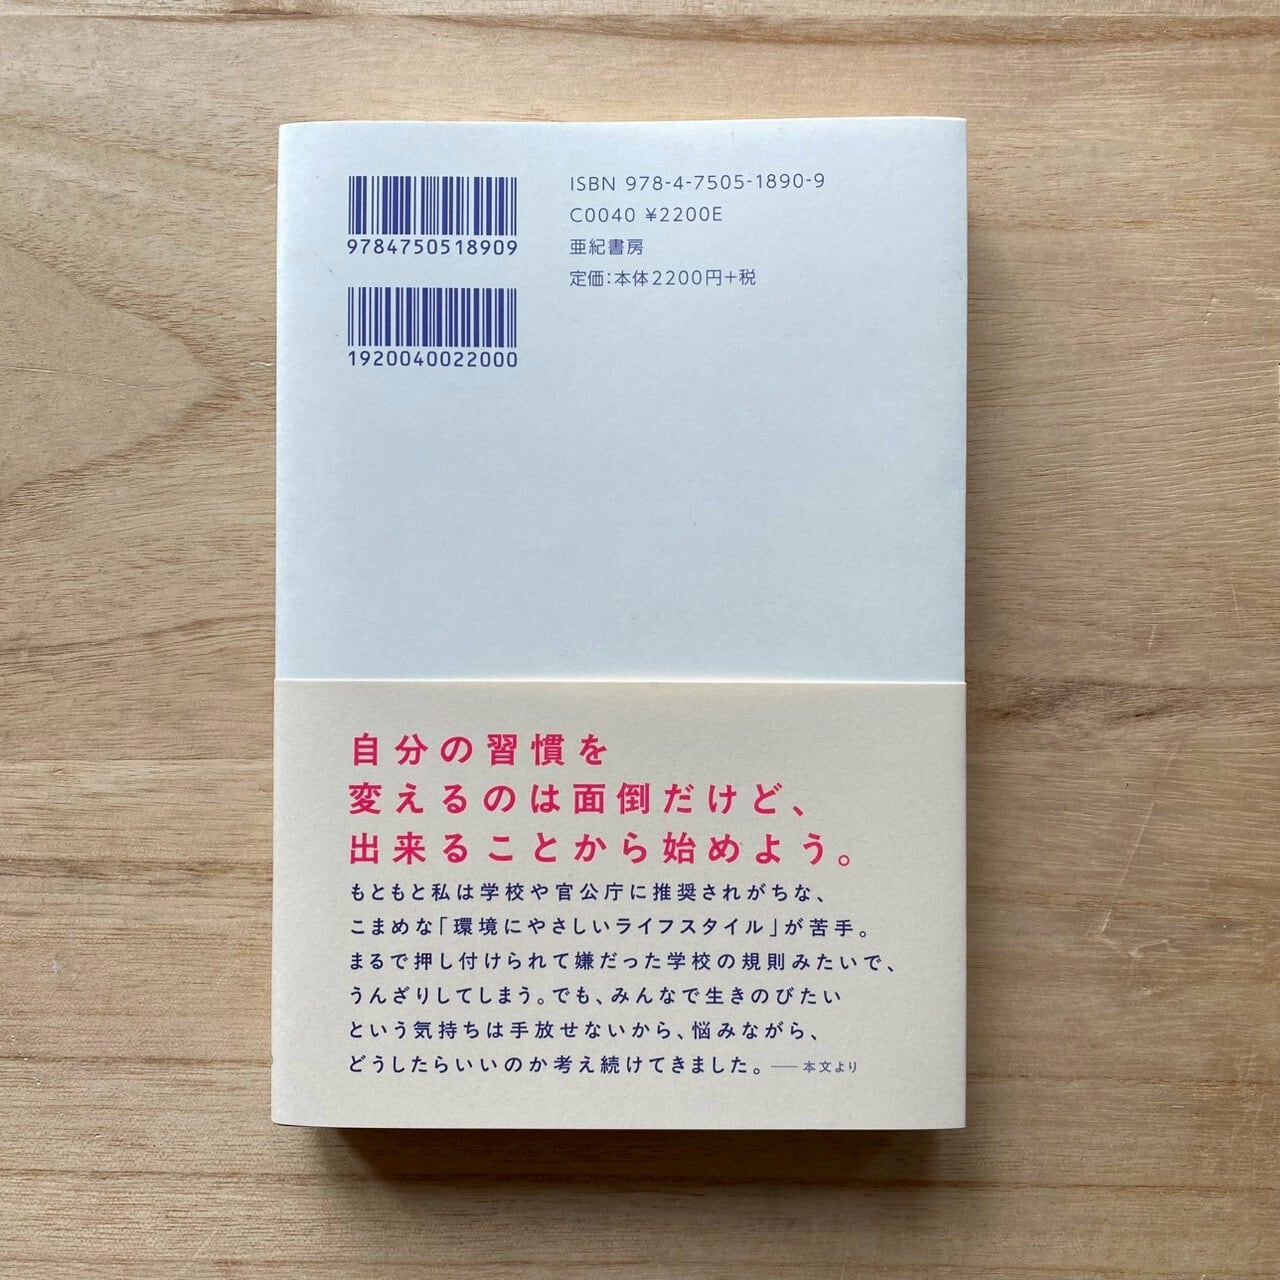 9784750518909
1920040022000
ISBN 978-4-7505-1890-9
C0040 ¥2200E
亜紀書房
定価:本体2200円+税
自分の習慣を
変えるのは面倒だけど、
出来ることから始めよう。
もともと私は学校や官公庁に推奨されがちな、
こまめな「環境にやさしいライフスタイル」が苦手。
まるで押し付けられて嫌だった学校の規則みたいで、
うんざりしてしまう。でも、みんなで生きのびたい
という気持ちは手放せないから、悩みながら、
どうしたらいいのか考え続けてきました。――本文より